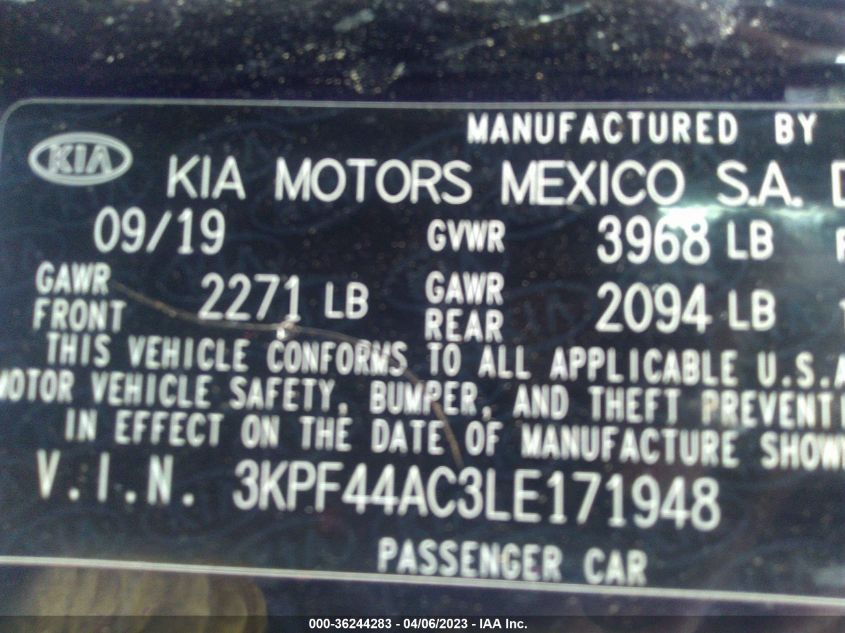 MANUFACTURED BY
KIA KIA MOTORS MEXICO S.A. D
09/19 GVWR 3968 LB
GAWR FRONT 2271 LB GAWR REAR 2094 LB
THIS VEHICLE CONFORMS TO ALL APPLICABLE U.S.A
MOTOR VEHICLE SAFETY, BUMPER, AND THEFT PREVENTI
IN EFFECT ON THE DATE OF MANUFACTURE SHOWN
V.I.N. 3KPF44AC3LE171948
PASSENGER CAR
000-36244283 - 04/06/2023 - IAA Inc.